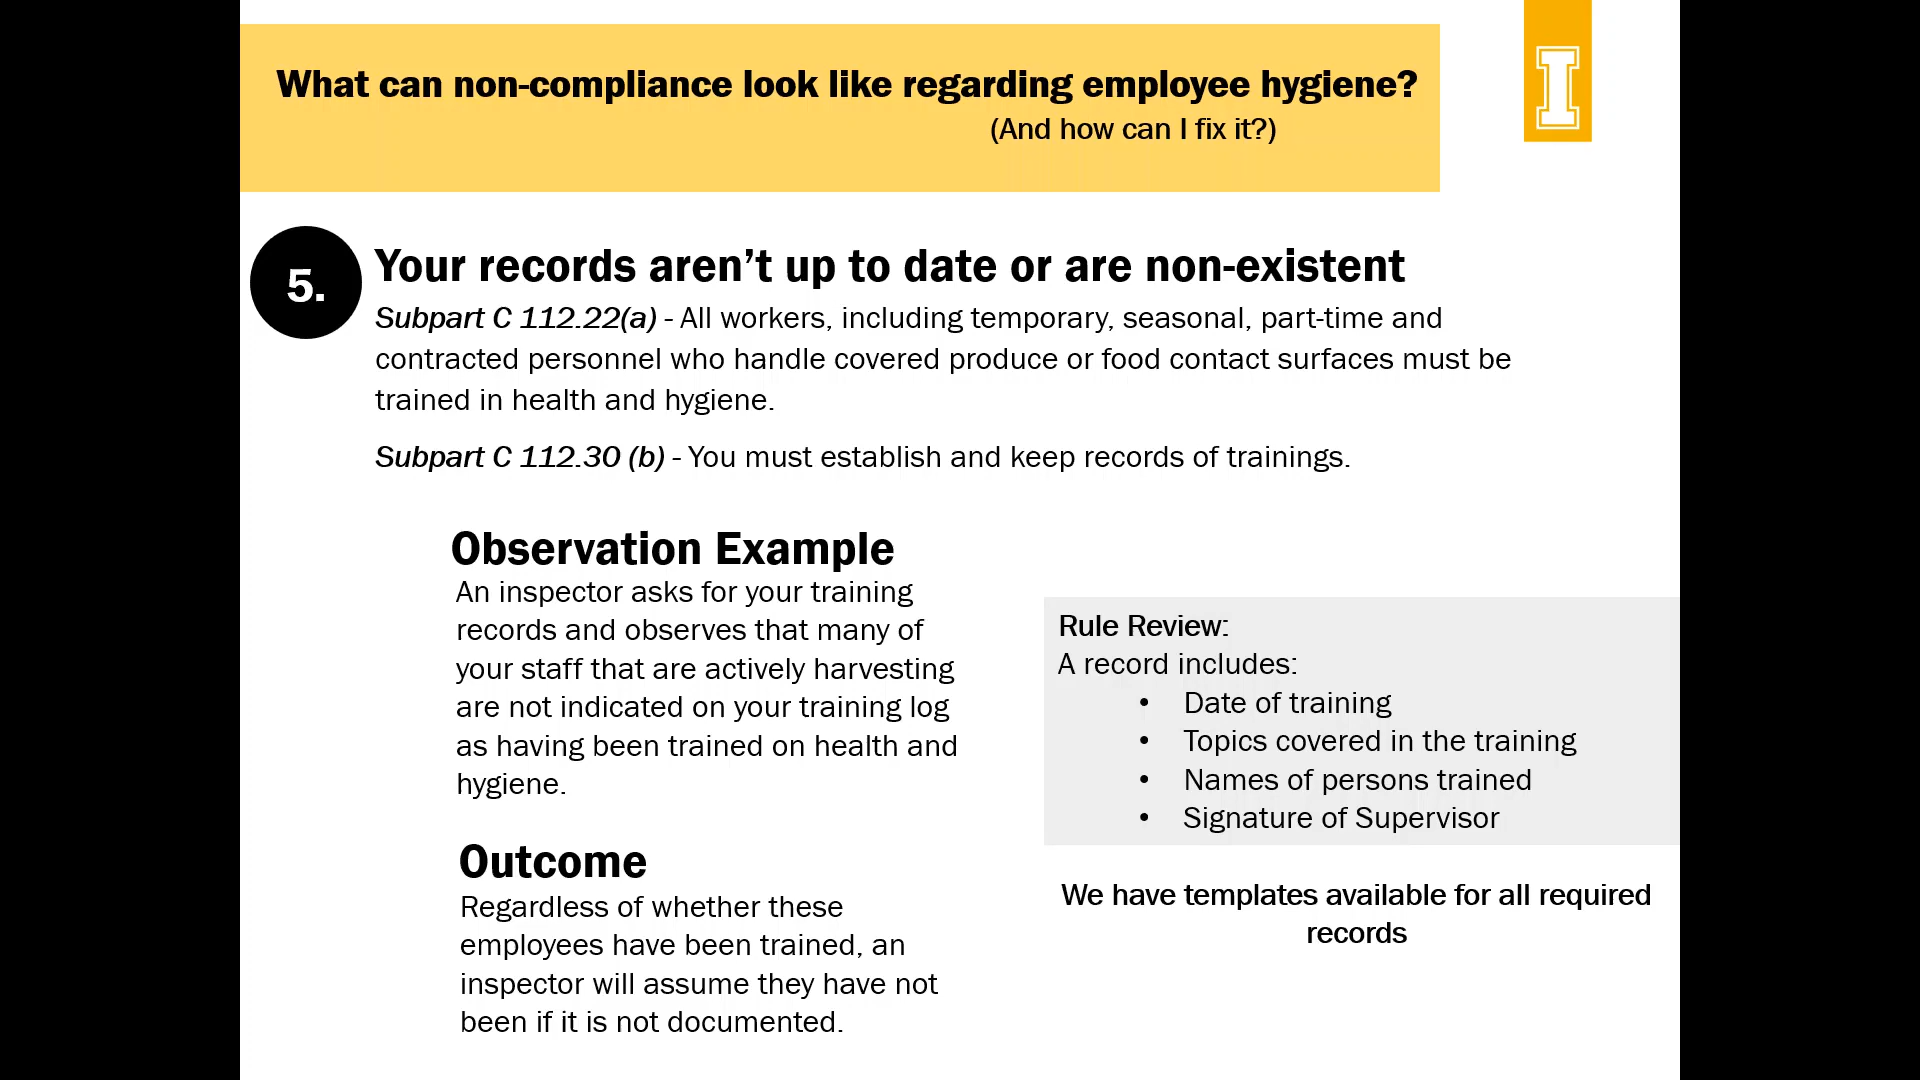 What can non-compliance look like regarding employee hygiene?
(And how can I fix it?)
I
5.
Your records aren't up to date or are non-existent
Subpart C 112.22(a) - All workers, including temporary, seasonal, part-time and
contracted personnel who handle covered produce or food contact surfaces must be
trained in health and hygiene.
Subpart C 112.30 (b) - You must establish and keep records of trainings.
Observation Example
An inspector asks for your training
records and observes that many of
your staff that are actively harvesting
are not indicated on your training log
as having been trained on health and
hygiene.
Outcome
Regardless of whether these
employees have been trained, an
inspector will assume they have not
been if it is not documented.
Rule Review:
A record includes:
• Date of training
• Topics covered in the training
• Names of persons trained
• Signature of Supervisor
We have templates available for all required
records